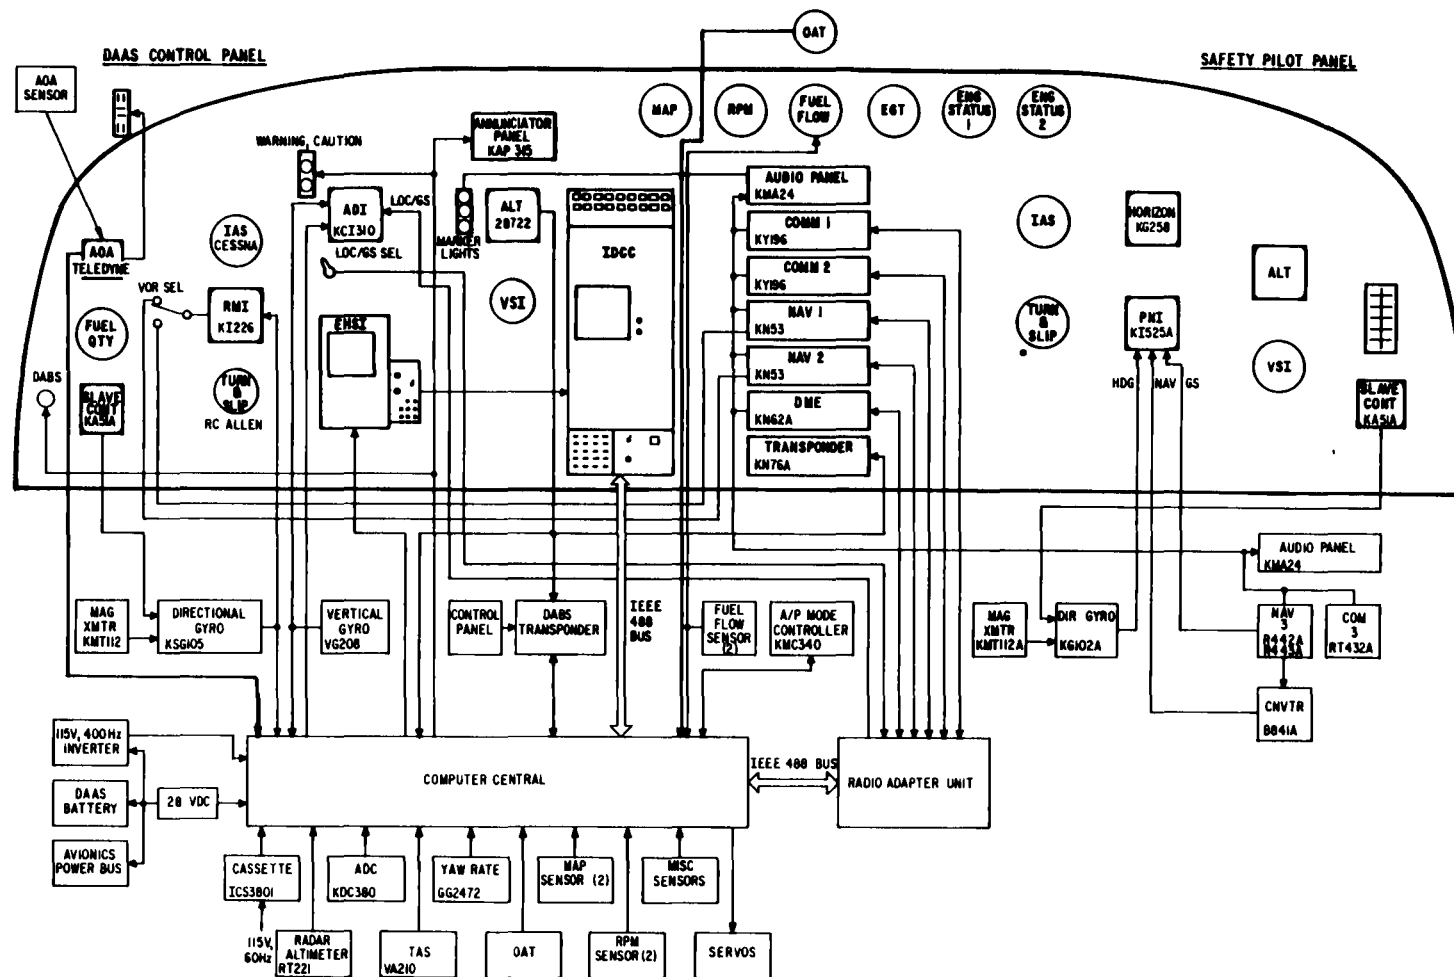 DAAS CONTROL PANEL
OAT
SAFETY PILOT PANEL
AOA
SENSOR
MAP
RPM
FUEL
FLOW
EGT
ENG
STATUS
1
ENG
STATUS
2
WARNING, CAUTION
ANNUNCIATOR
PANEL
KAP 315
ADI
KCI310
LOC/GS
ALT
28722
MARKER
LIGHTS
LOC/GS SEL
IAS
CESSNA
AOA
TELEDYNE
VOR SEL
RMI
KI226
FUEL
QTY
DABS
SLAVE
CONT
KA51A
TURN
&
SLIP
RC ALLEN
EHSI
VSI
IDCC
AUDIO PANEL
KMA24
COMM 1
KY196
COMM 2
KY196
NAV 1
KN53
NAV 2
KN53
DME
KN62A
TRANSPONDER
KN76A
IAS
HORIZON
KG258
ALT
TURN
&
SLIP
PNI
KI525A
HDG
NAV
GS
VSI
SLAVE
CONT
KA51A
MAG
XMTR
KMT112
DIRECTIONAL
GYRO
KSG105
VERTICAL
GYRO
VG208
CONTROL
PANEL
DABS
TRANSPONDER
IEEE
488
BUS
FUEL
FLOW
SENSOR
(2)
A/P MODE
CONTROLLER
KMC340
MAG
XMTR
KMT112A
DIR GYRO
KG102A
AUDIO PANEL
KMA24
NAV
3
R442A
R443A
COM
3
RT432A
CNVTR
B841A
115V, 400Hz
INVERTER
DAAS
BATTERY
28 VDC
AVIONICS
POWER BUS
COMPUTER CENTRAL
IEEE 488 BUS
RADIO ADAPTER UNIT
CASSETTE
ICS3801
ADC
KDC380
YAW RATE
GG2472
MAP
SENSOR (2)
MISC
SENSORS
115V,
60Hz
RADAR
ALTIMETER
RT221
TAS
VA210
OAT
RPM
SENSOR (2)
SERVOS